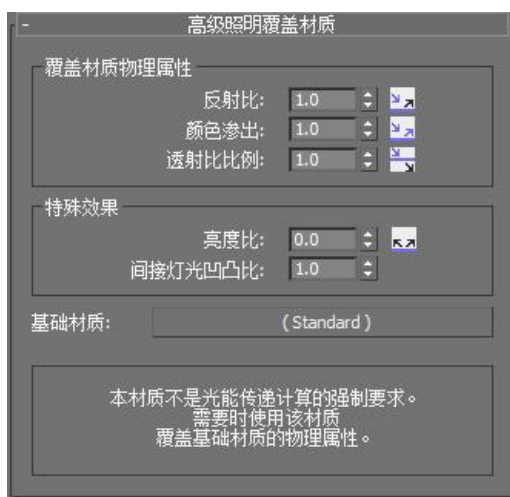 - 高级照明覆盖材质
覆盖材质物理属性
反射比: 1.0
颜色渗出: 1.0
透射比比例: 1.0
特殊效果
亮度比: 0.0
间接灯光凹凸比: 1.0
基础材质: (Standard)
本材质不是光能传递计算的强制要求。
需要时使用该材质
覆盖基础材质的物理属性。